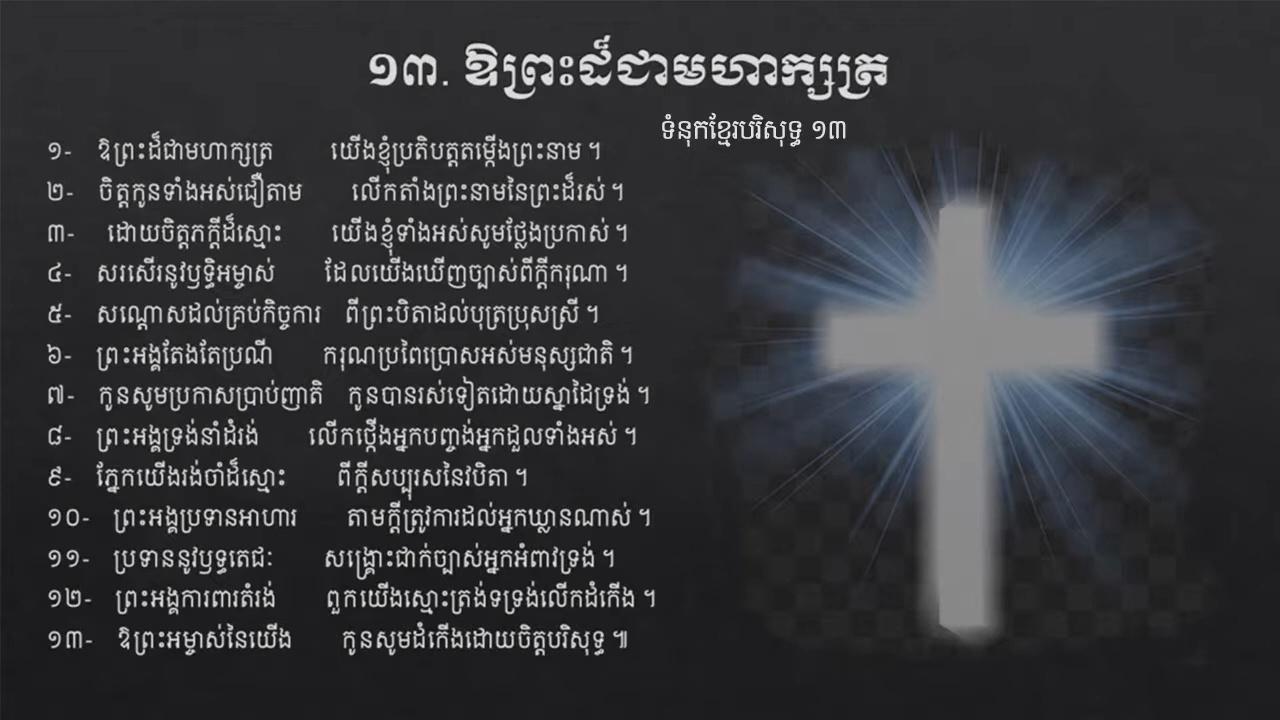 ១៣. ឱព្រះដ៏ជាមហាក្សត្រ
ទំនុកខ្មែរបរិសុទ្ធ ១៣
១- ឱព្រះដ៏ជាមហាក្សត្រ យើងខ្ញុំប្រតិបត្តតម្កើងព្រះនាម ។
២- ចិត្តកូនទាំងអស់ជឿតាម លើកតាំងព្រះនាមនៃព្រះដ៏រស់ ។
៣- ដោយចិត្តភក្តីដ៏ស្មោះ យើងខ្ញុំទាំងអស់សូមថ្លែងប្រកាស់ ។
៤- សរសើរនូវឫទ្ធិអម្ចាស់ ដែលយើងឃើញច្បាស់ពីក្តីករុណា ។
៥- សណ្តោសដល់គ្រប់កិច្ចការ ពីព្រះបិតាដល់បុត្រប្រុសស្រី ។
៦- ព្រះអង្គតែងតែប្រណី ករុណប្រពៃប្រោសអស់មនុស្សជាតិ ។
៧- កូនសូមប្រកាសប្រាប់ញាតិ កូនបានរស់ទៀតដោយស្នាដៃទ្រង់ ។
៨- ព្រះអង្គទ្រង់នាំដំរង់ លើកថ្កើងអ្នកបញ្ចង់អ្នកដួលទាំងអស់ ។
៩- ភ្នែកយើងរង់ចាំដ៏ស្មោះ ពីក្តីសប្បុរសនៃវបិតា ។
១០- ព្រះអង្គប្រទានអាហារ តាមក្តីត្រូវការដល់អ្នកឃ្លានណាស់ ។
១១- ប្រទាននូវឫទ្ធតេជៈ សង្គ្រោះជាក់ច្បាស់អ្នកអំពាវទ្រង់ ។
១២- ព្រះអង្គការពារតំរង់ ពួកយើងស្មោះត្រង់ទទ្រង់លើកដំកើង ។
១៣- ឱព្រះអម្ចាស់នៃយើង កូនសូមដំកើងដោយចិត្តបរិសុទ្ធ ៕